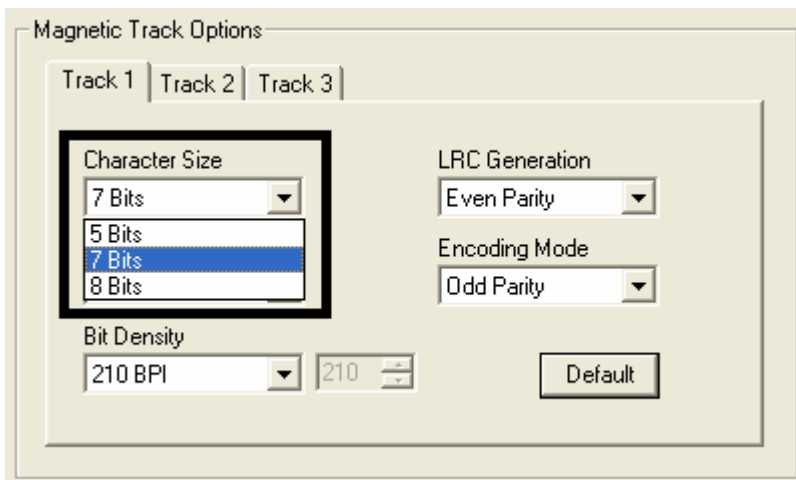 Magnetic Track Options
Track 1 Track 2 Track 3
Character Size
7 Bits
5 Bits
7 Bits
8 Bits
LRC Generation
Even Parity
Encoding Mode
Odd Parity
Bit Density
210 BPI 210
Default